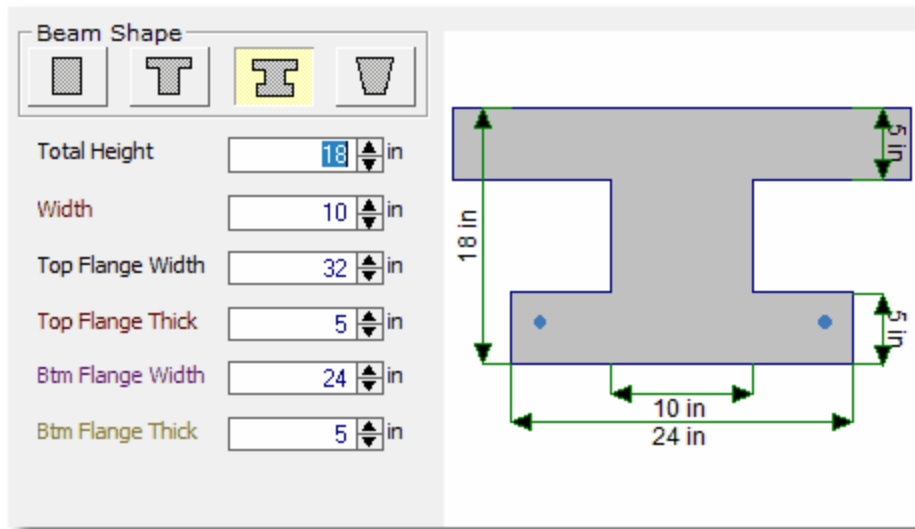 Beam Shape
Total Height 18 in
Width 10 in
Top Flange Width 32 in
Top Flange Thick 5 in
Btm Flange Width 24 in
Btm Flange Thick 5 in
5 in
18 in
5 in
10 in
24 in